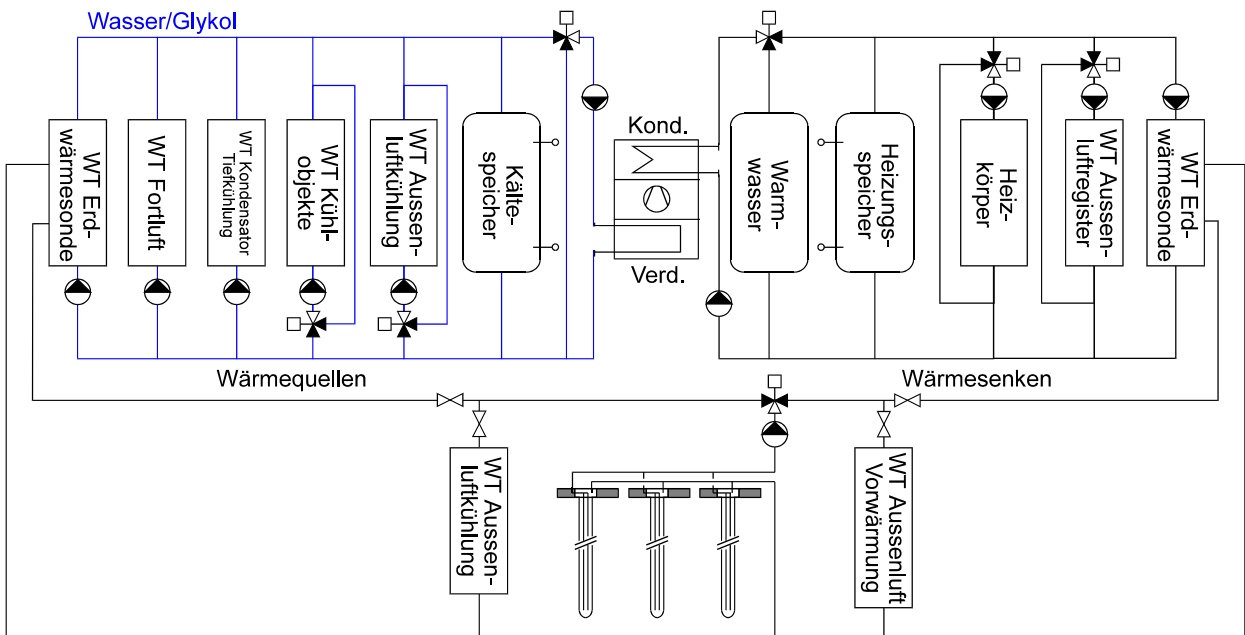 Wasser/Glykol
WT Erd-
wärmesonde
WT Fortluft
WT Kondensator
Tiefkühlung
WT Kühl-
objekte
WT Aussen-
luftkühlung
Kälte-
speicher
Kond.
Verd.
Warm-
wasser
Heizungs-
speicher
Heiz-
körper
WT Aussen-
luftregister
WT Erd-
wärmesonde
Wärmequellen
Wärmesenken
WT Aussen-
luftkühlung
WT Aussenluft
Vorwärmung